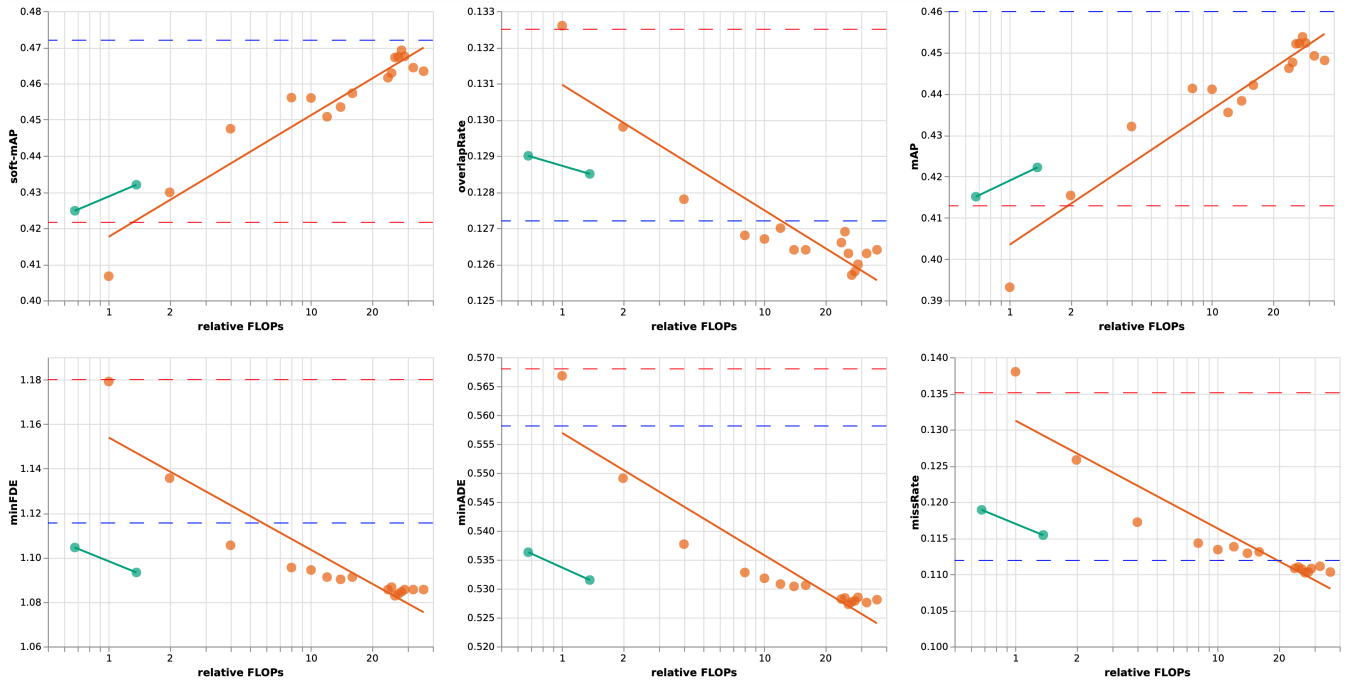 soft-mAP
0.48
0.47
0.46
0.45
0.44
0.43
0.42
0.41
0.40
1 2 10 20
relative FLOPs
overlapRate
0.133
0.132
0.131
0.130
0.129
0.128
0.127
0.126
0.125
1 2 10 20
relative FLOPs
mAP
0.46
0.45
0.44
0.43
0.42
0.41
0.40
0.39
1 2 10 20
relative FLOPs
minFDE
1.18
1.16
1.14
1.12
1.10
1.08
1.06
1 2 10 20
relative FLOPs
minADE
0.570
0.565
0.560
0.555
0.550
0.545
0.540
0.535
0.530
0.525
0.520
1 2 10 20
relative FLOPs
missRate
0.140
0.135
0.130
0.125
0.120
0.115
0.110
0.105
0.100
1 2 10 20
relative FLOPs